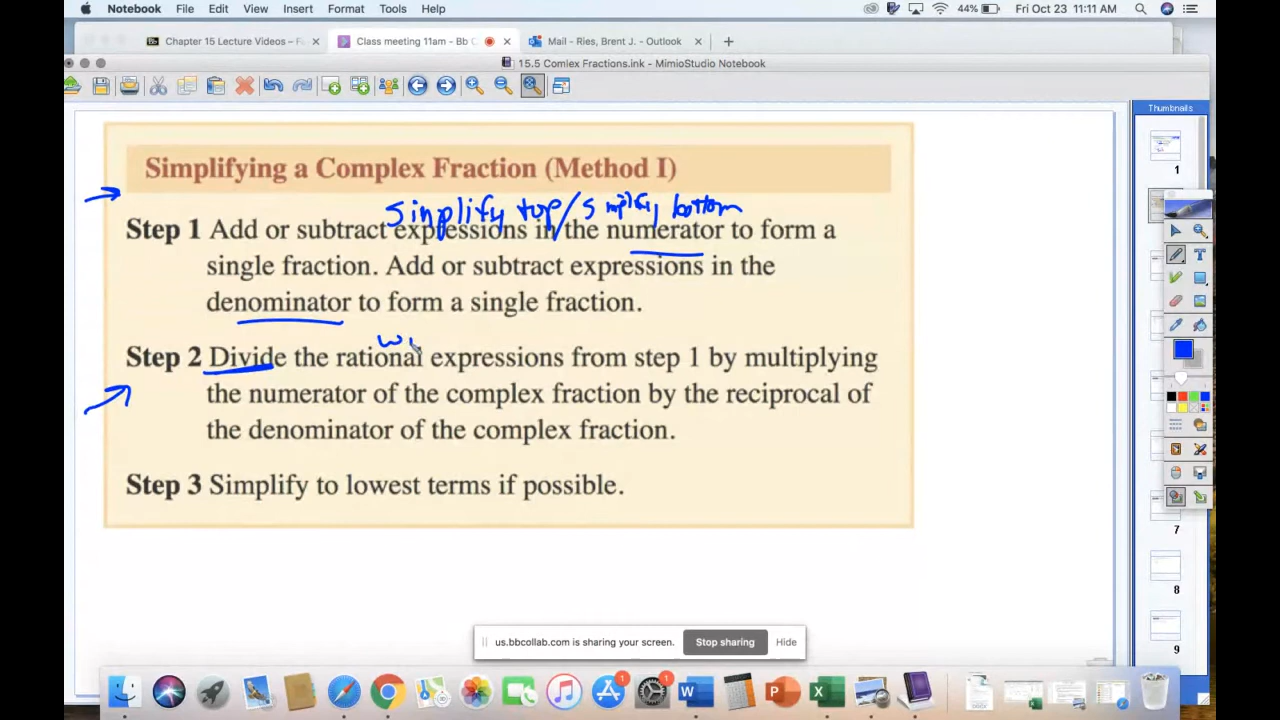 Notebook File Edit View Insert Format Tools Help 44% Fri Oct 23 11:11 AM
Chapter 15 Lecture Videos – Fu Class meeting 11am - Bb C Mail - Ries, Brent J. - Outlook
15.5 Comlex Fractions.ink - MimioStudio Notebook
Thumbnails
Simplifying a Complex Fraction (Method I)
simplify top/simplify bottom
Step 1 Add or subtract expressions in the numerator to form a
single fraction. Add or subtract expressions in the
denominator to form a single fraction.
Step 2 Divide the rational expressions from step 1 by multiplying
the numerator of the complex fraction by the reciprocal of
the denominator of the complex fraction.
Step 3 Simplify to lowest terms if possible.
1
7
8
9
us.bbcollab.com is sharing your screen. Stop sharing Hide